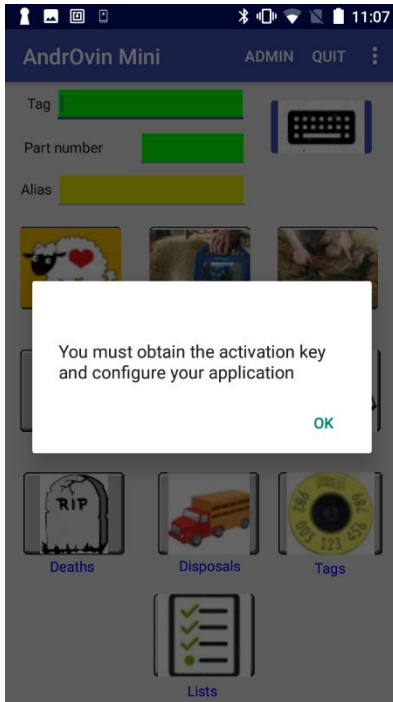 11:07
AndrOvin Mini ADMIN QUIT
Tag
Part number
Alias
You must obtain the activation key
and configure your application
OK
RIP
Deaths Disposals Tags
Lists